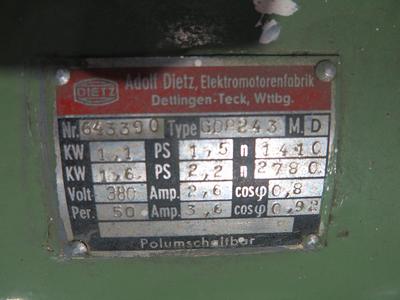 DIETZ
Adolf Dietz, Elektromotorenfabrik
Dettingen-Teck, Wttbg.
Nr. 643390 Type GDP243 M. D
KW 1,1 PS 1,5 n 1410
KW 1,6 PS 2,2 n 2780
Volt 380 Amp. 2,6 cosφ 0,8
Per. 50 Amp. 3,6 cosφ 0,92
Polumschaltbar